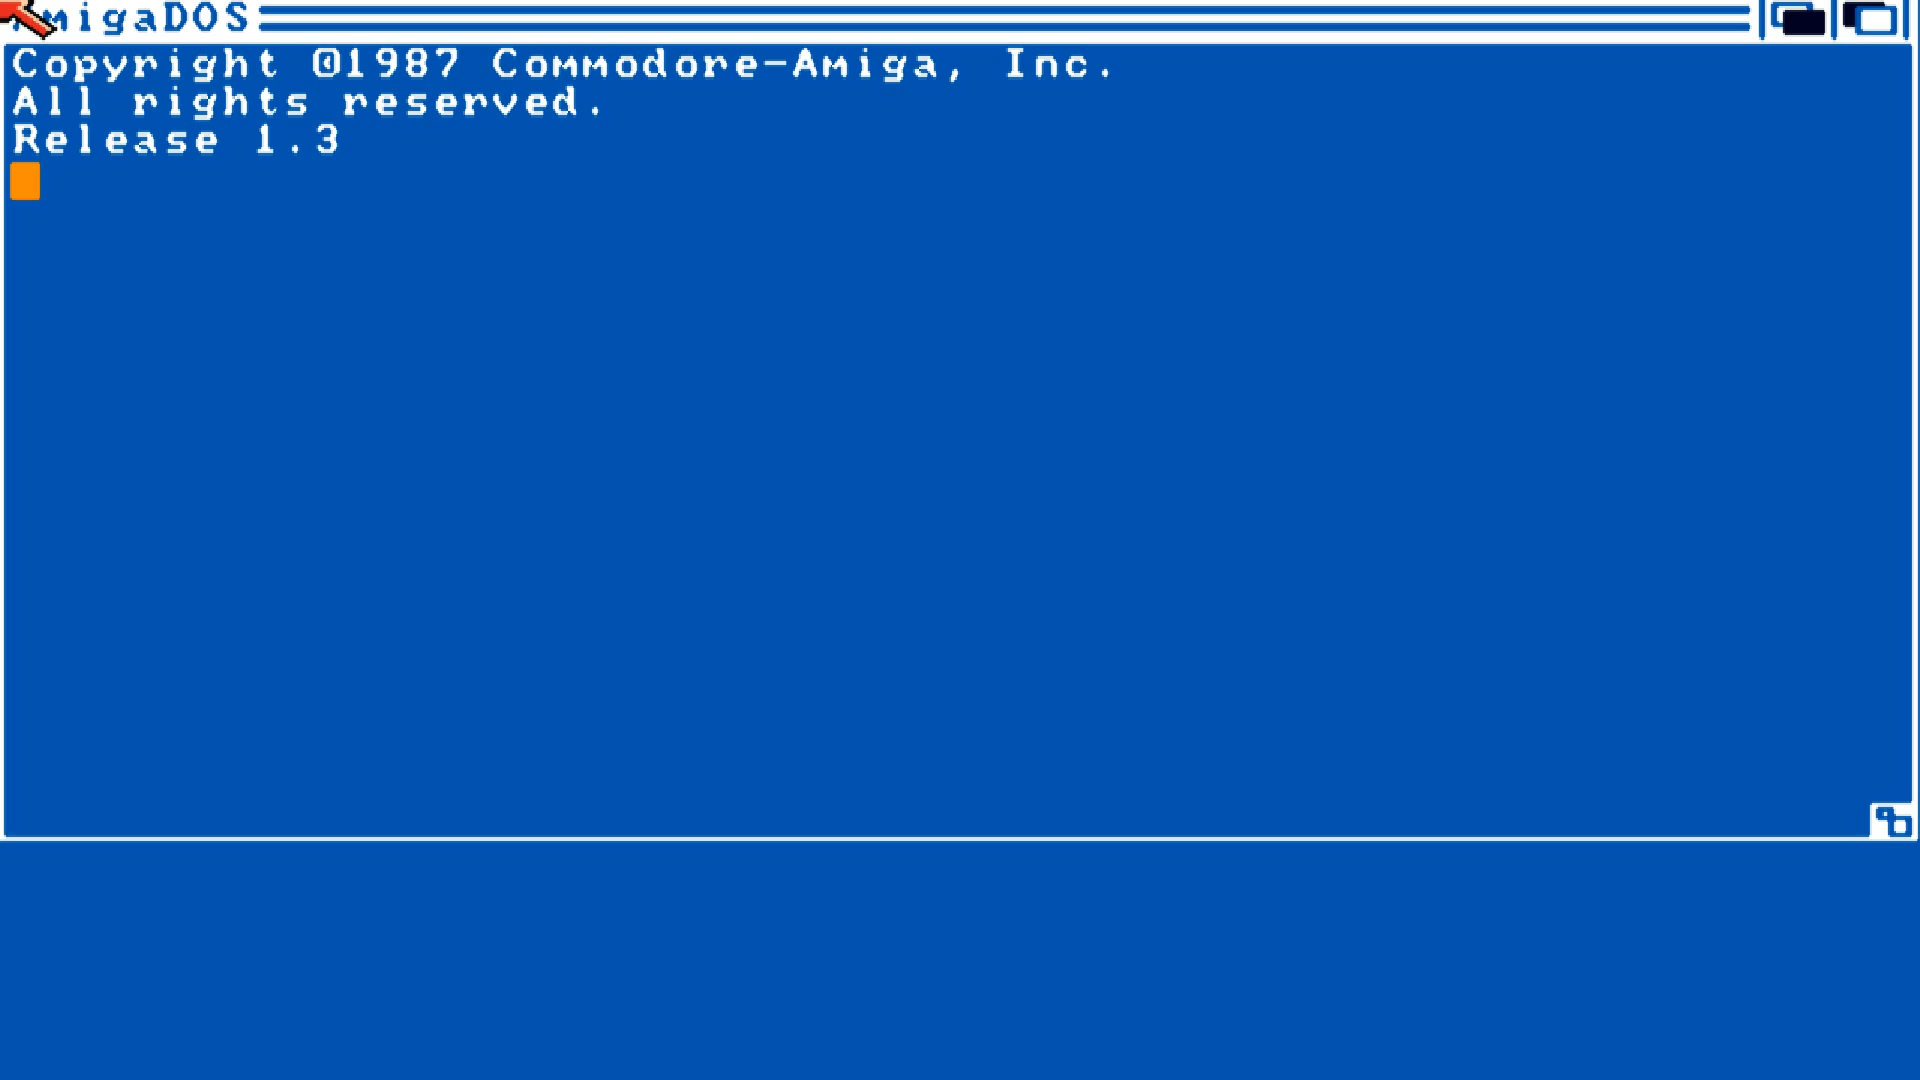 AmigaDOS
Copyright ©1987 Commodore-Amiga, Inc.
All rights reserved.
Release 1.3